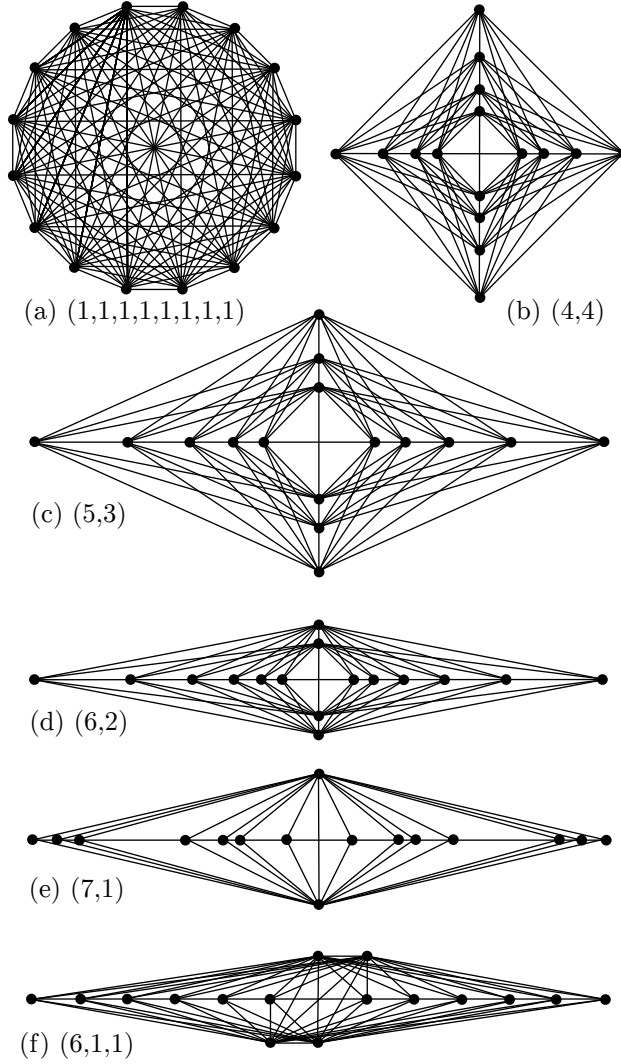 (a) (1,1,1,1,1,1,1,1)
(b) (4,4)
(c) (5,3)
(d) (6,2)
(e) (7,1)
(f) (6,1,1)